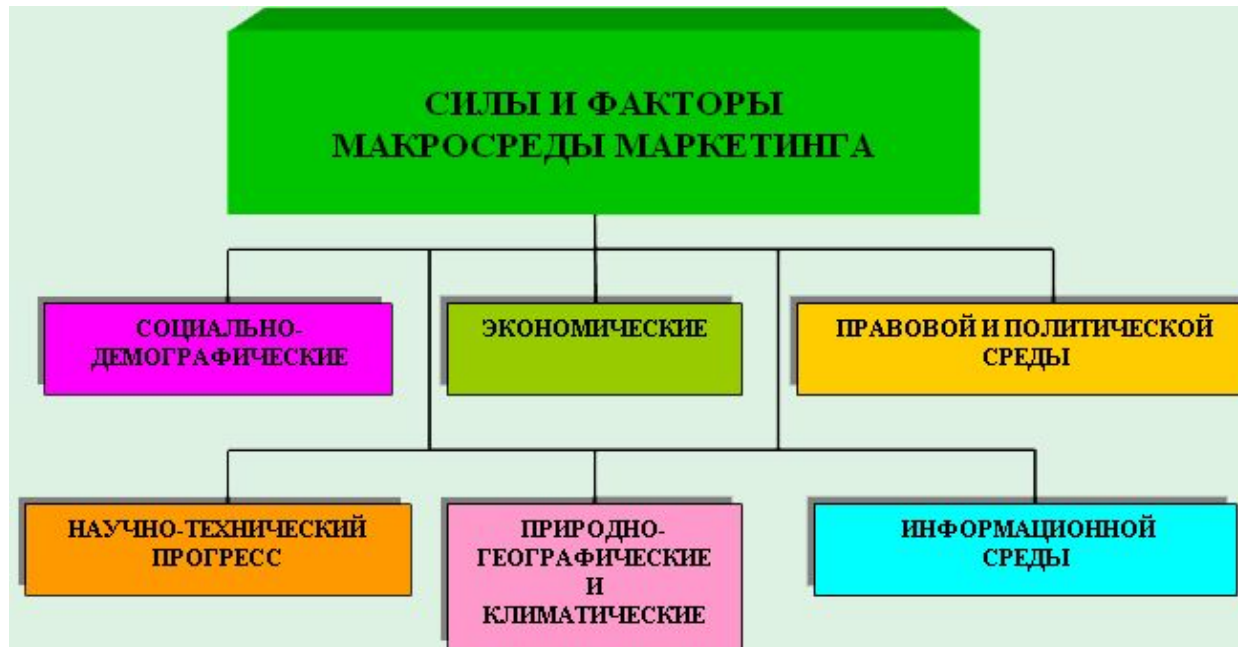 СИЛЫ И ФАКТОРЫ
МАКРОСРЕДЫ МАРКЕТИНГА
СОЦИАЛЬНО-
ДЕМОГРАФИЧЕСКИЕ
ЭКОНОМИЧЕСКИЕ
ПРАВОВОЙ И ПОЛИТИЧЕСКОЙ
СРЕДЫ
НАУЧНО-ТЕХНИЧЕСКИЙ
ПРОГРЕСС
ПРИРОДНО-
ГЕОГРАФИЧЕСКИЕ
И
КЛИМАТИЧЕСКИЕ
ИНФОРМАЦИОННОЙ
СРЕДЫ